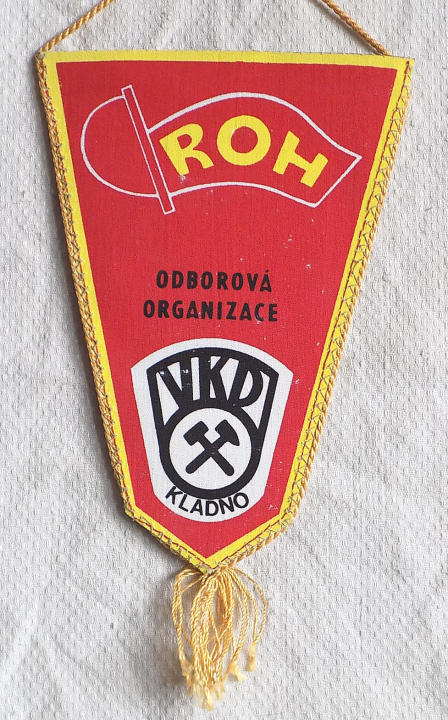 ROH
ODBOROVÁ
ORGANIZACE
VKD
KLADNO